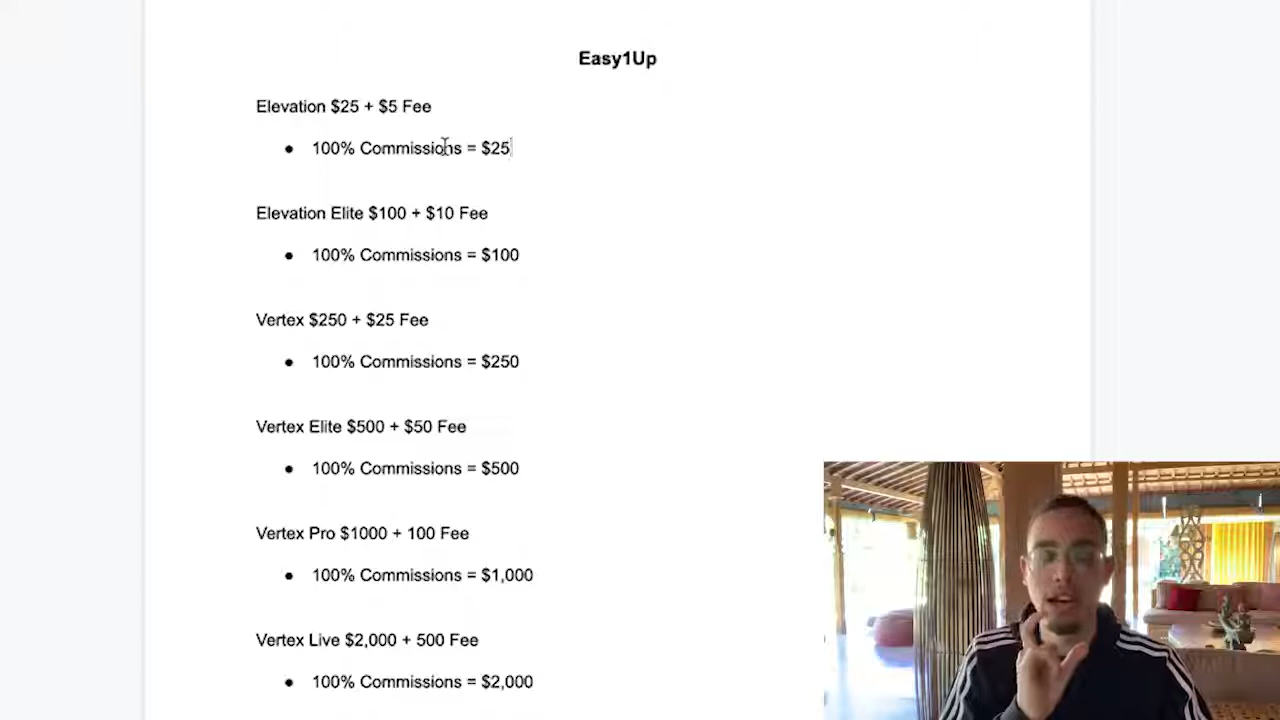 Easy1Up
Elevation $25 + $5 Fee
● 100% Commissions = $25
Elevation Elite $100 + $10 Fee
● 100% Commissions = $100
Vertex $250 + $25 Fee
● 100% Commissions = $250
Vertex Elite $500 + $50 Fee
● 100% Commissions = $500
Vertex Pro $1000 + 100 Fee
● 100% Commissions = $1,000
Vertex Live $2,000 + 500 Fee
● 100% Commissions = $2,000